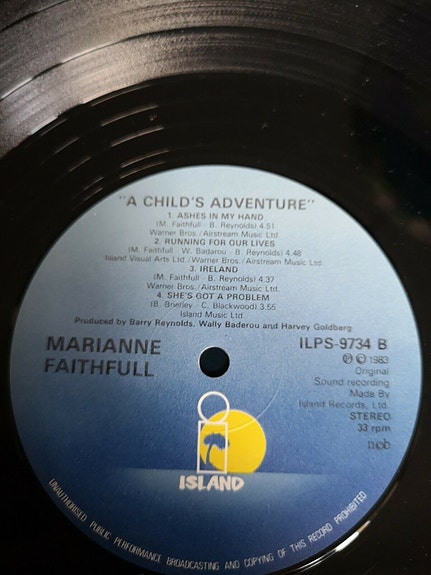 "A CHILD'S ADVENTURE"
1. ASHES IN MY HAND
(M. Faithfull - B. Reynolds) 4.51
Warner Bros./Airstream Music Ltd.
2. RUNNING FOR OUR LIVES
(M. Faithfull - W. Badarou - B. Reynolds) 4.48
Island Visual Arts Ltd./Warner Bros./Airstream Music Ltd.
3. IRELAND
(M. Faithfull - B. Reynolds) 4.37
Warner Bros./Airstream Music Ltd.
4. SHE'S GOT A PROBLEM
(B. Brierley - C. Blackwood) 3.55
Island Music Ltd
Produced by Barry Reynolds, Wally Baderou and Harvey Goldberg
MARIANNE
FAITHFULL
ILPS-9734 B
℗ © 1983
Original
Sound recording
Made By
Island Records, Ltd.
STEREO
33 rpm
ncb
ISLAND
UNAUTHORISED PUBLIC PERFORMANCE BROADCASTING AND COPYING OF THIS RECORD PROHIBITED